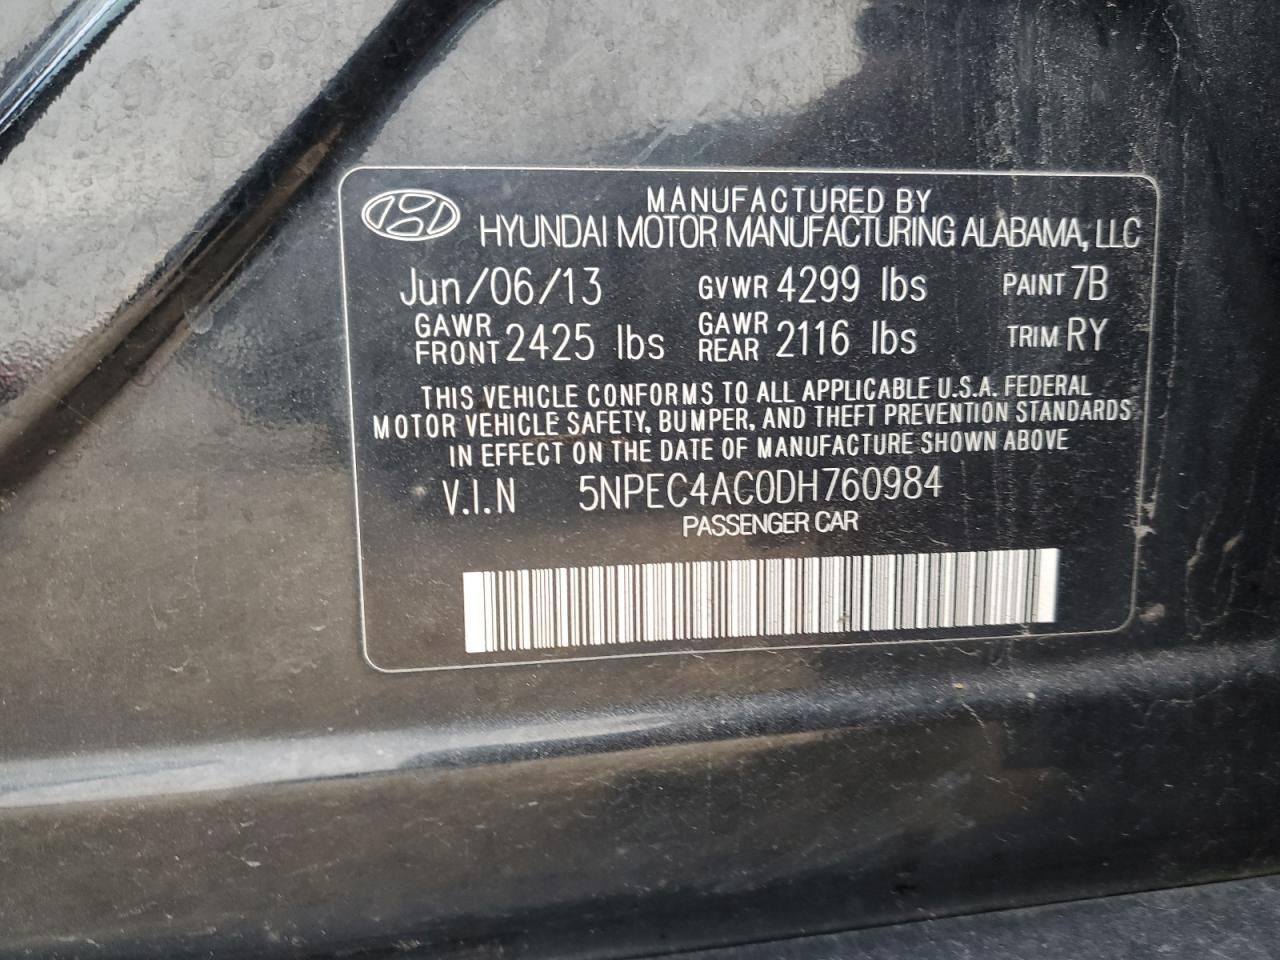 MANUFACTURED BY
HYUNDAI MOTOR MANUFACTURING ALABAMA, LLC
Jun/06/13 GVWR 4299 lbs PAINT 7B
GAWR FRONT 2425 lbs GAWR REAR 2116 lbs TRIM RY
THIS VEHICLE CONFORMS TO ALL APPLICABLE U.S.A. FEDERAL
MOTOR VEHICLE SAFETY, BUMPER, AND THEFT PREVENTION STANDARDS
IN EFFECT ON THE DATE OF MANUFACTURE SHOWN ABOVE
V.I.N 5NPEC4AC0DH760984
PASSENGER CAR